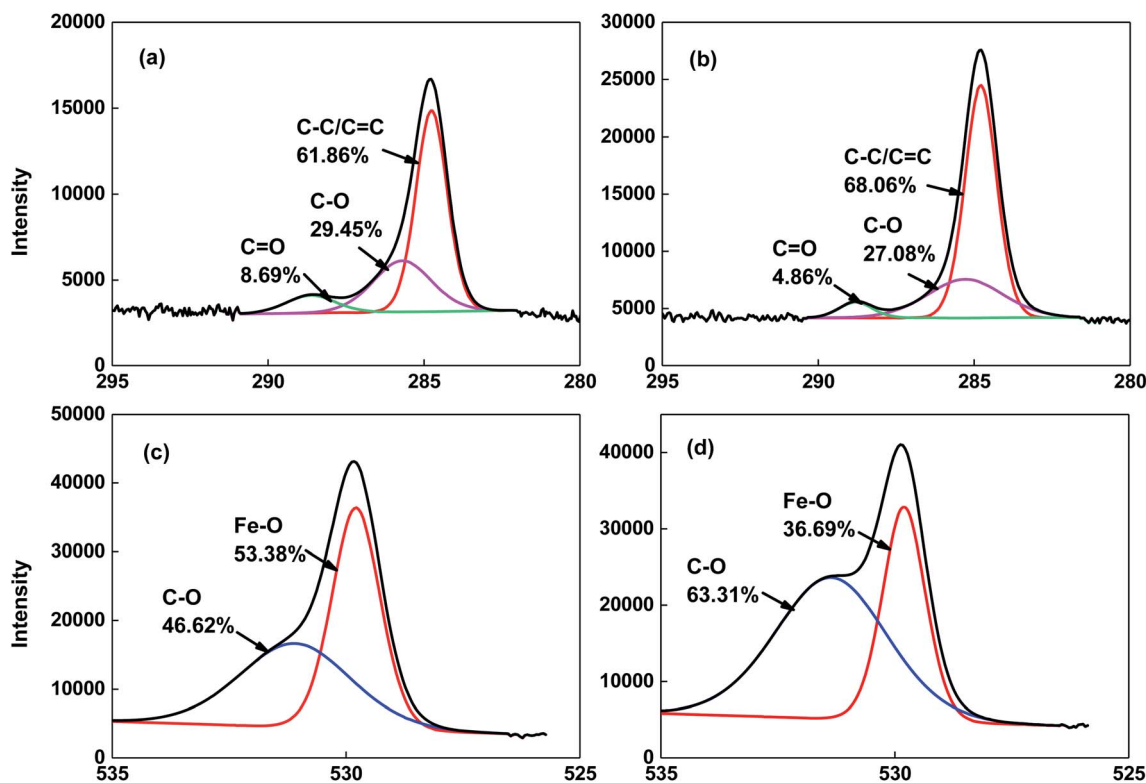 20000
(a)
15000
C-C/C=C
61.86%
10000
C-O
29.45%
C=O
8.69%
5000
0
295
290
285
280
Intensity
30000
(b)
25000
20000
C-C/C=C
68.06%
15000
C-O
27.08%
C=O
4.86%
10000
5000
0
295
290
285
280
50000
(c)
40000
Fe-O
53.38%
30000
C-O
46.62%
20000
10000
0
535
530
525
Intensity
(d)
40000
Fe-O
36.69%
30000
C-O
63.31%
20000
10000
0
535
530
525